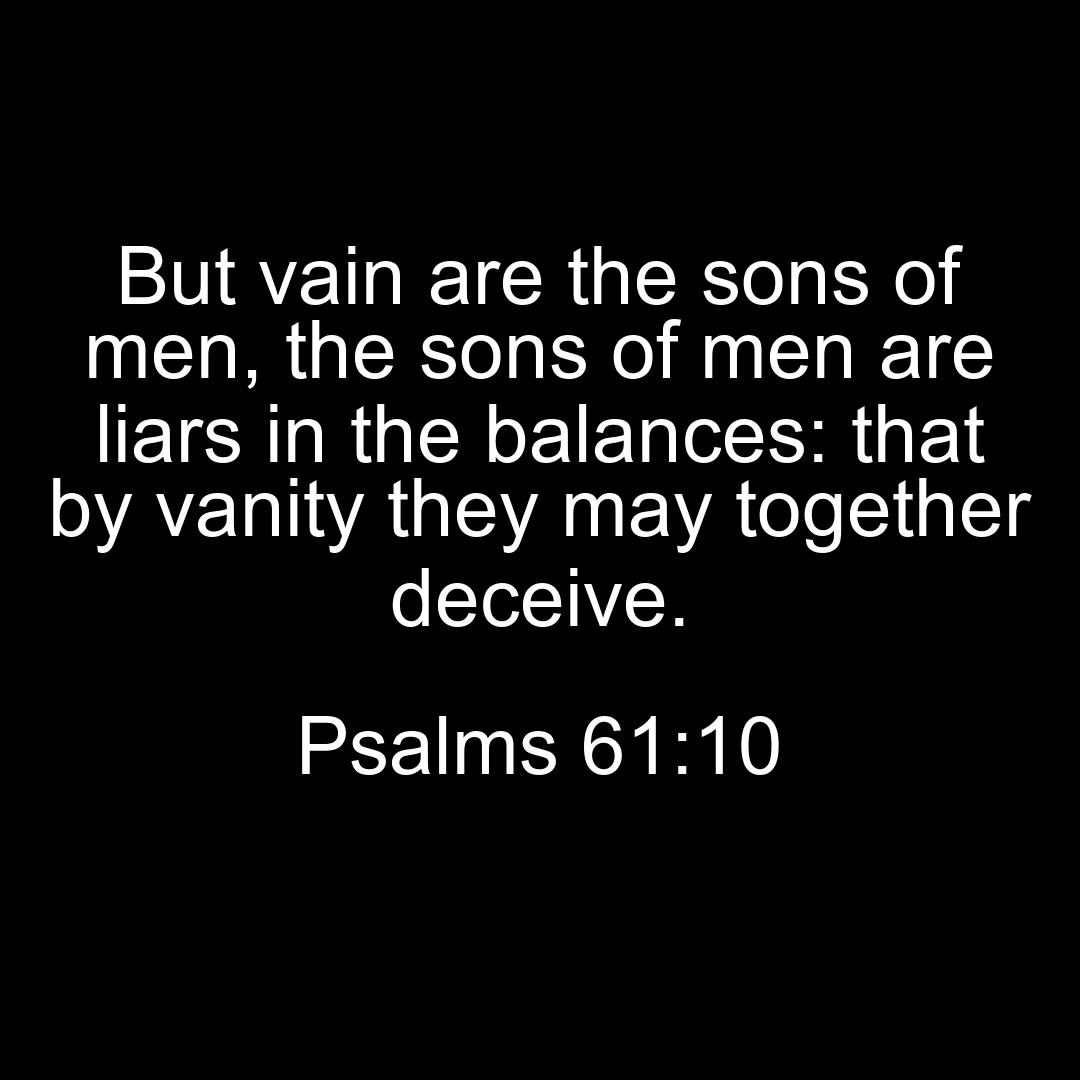 But vain are the sons of
men, the sons of men are
liars in the balances: that
by vanity they may together
deceive.
Psalms 61:10